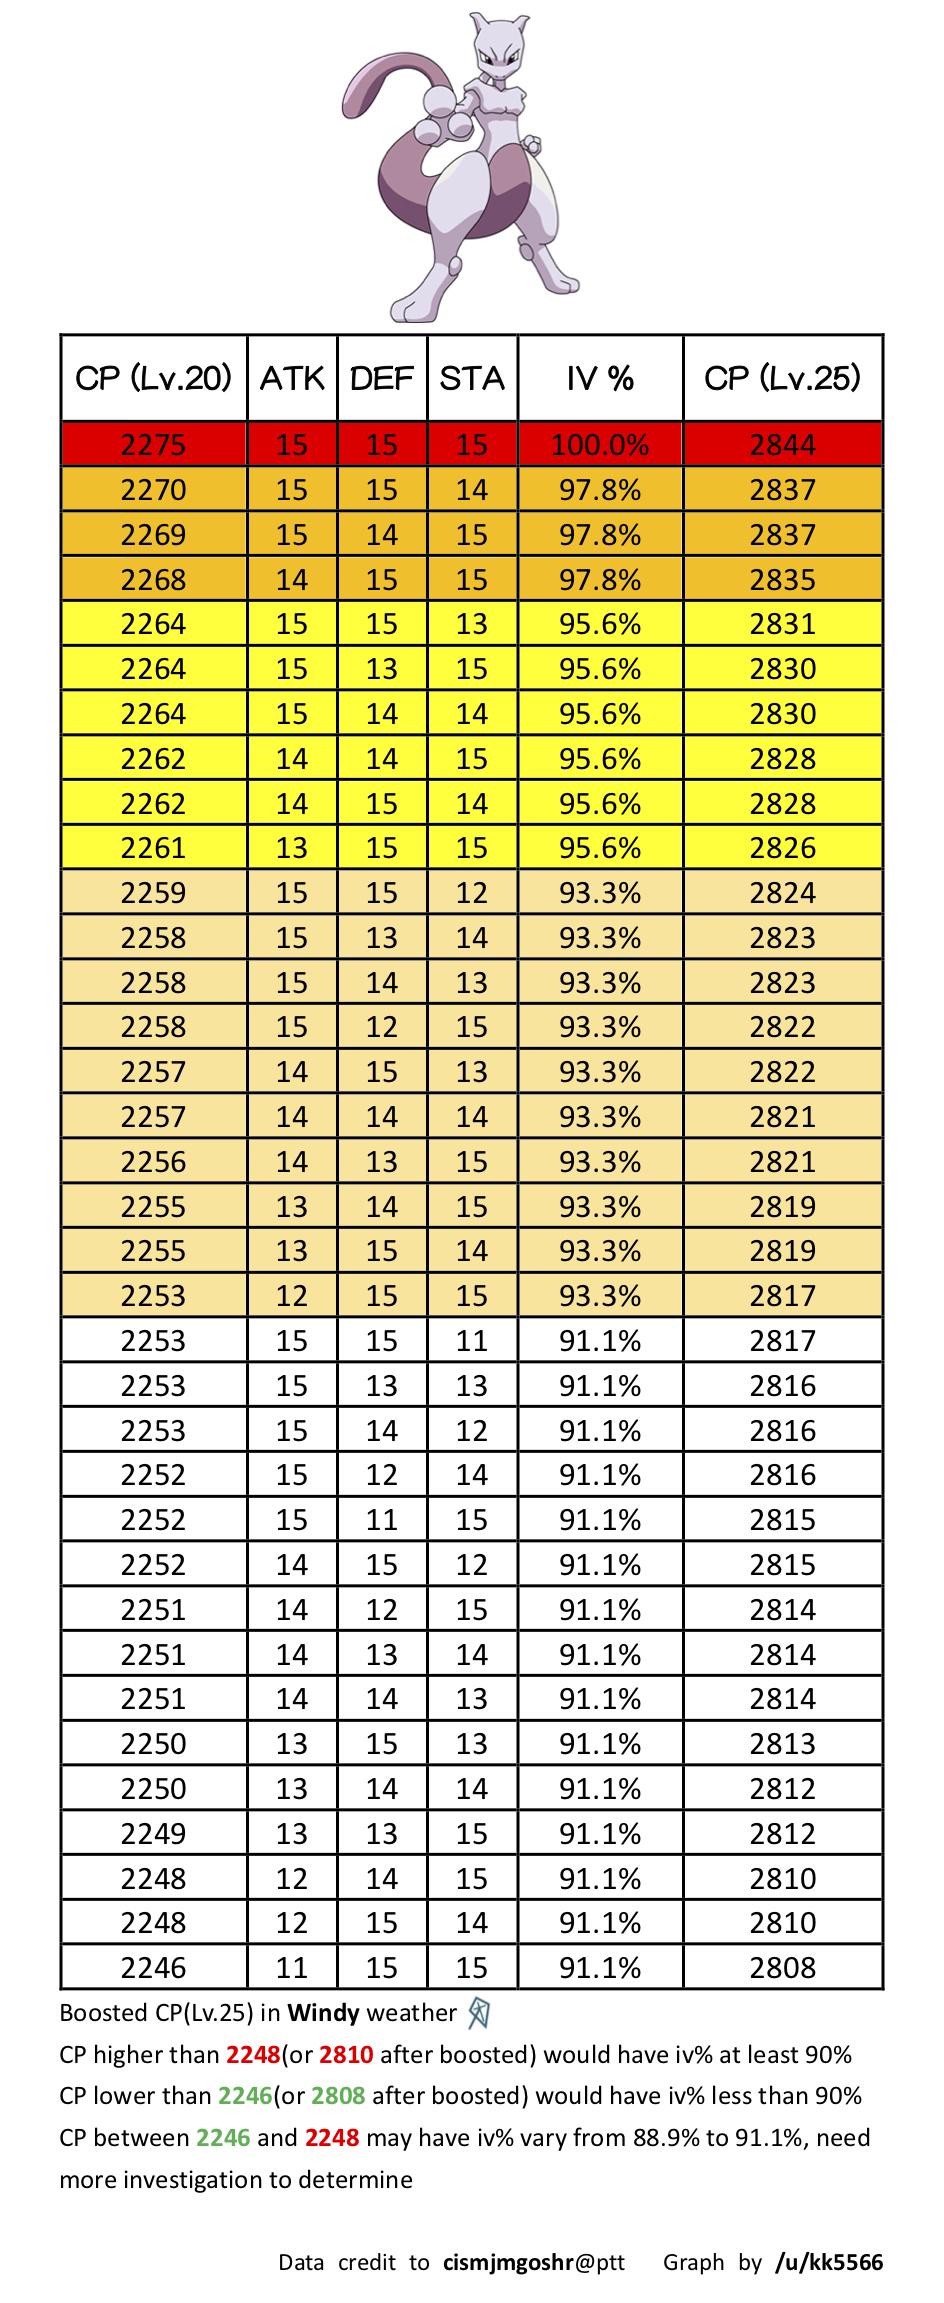 CP (Lv.20) ATK DEF STA IV % CP (Lv.25)
2275 15 15 15 100.0% 2844
2270 15 15 14 97.8% 2837
2269 15 14 15 97.8% 2837
2268 14 15 15 97.8% 2835
2264 15 15 13 95.6% 2831
2264 15 13 15 95.6% 2830
2264 15 14 14 95.6% 2830
2262 14 14 15 95.6% 2828
2262 14 15 14 95.6% 2828
2261 13 15 15 95.6% 2826
2259 15 15 12 93.3% 2824
2258 15 13 14 93.3% 2823
2258 15 14 13 93.3% 2823
2258 15 12 15 93.3% 2822
2257 14 15 13 93.3% 2822
2257 14 14 14 93.3% 2821
2256 14 13 15 93.3% 2821
2255 13 14 15 93.3% 2819
2255 13 15 14 93.3% 2819
2253 12 15 15 93.3% 2817
2253 15 15 11 91.1% 2817
2253 15 13 13 91.1% 2816
2253 15 14 12 91.1% 2816
2252 15 12 14 91.1% 2816
2252 15 11 15 91.1% 2815
2252 14 15 12 91.1% 2815
2251 14 12 15 91.1% 2814
2251 14 13 14 91.1% 2814
2251 14 14 13 91.1% 2814
2250 13 15 13 91.1% 2813
2250 13 14 14 91.1% 2812
2249 13 13 15 91.1% 2812
2248 12 14 15 91.1% 2810
2248 12 15 14 91.1% 2810
2246 11 15 15 91.1% 2808
Boosted CP(Lv.25) in Windy weather
CP higher than 2248(or 2810 after boosted) would have iv% at least 90%
CP lower than 2246(or 2808 after boosted) would have iv% less than 90%
CP between 2246 and 2248 may have iv% vary from 88.9% to 91.1%, need
more investigation to determine
Data credit to cismjmgoshr@ptt Graph by /u/kk5566